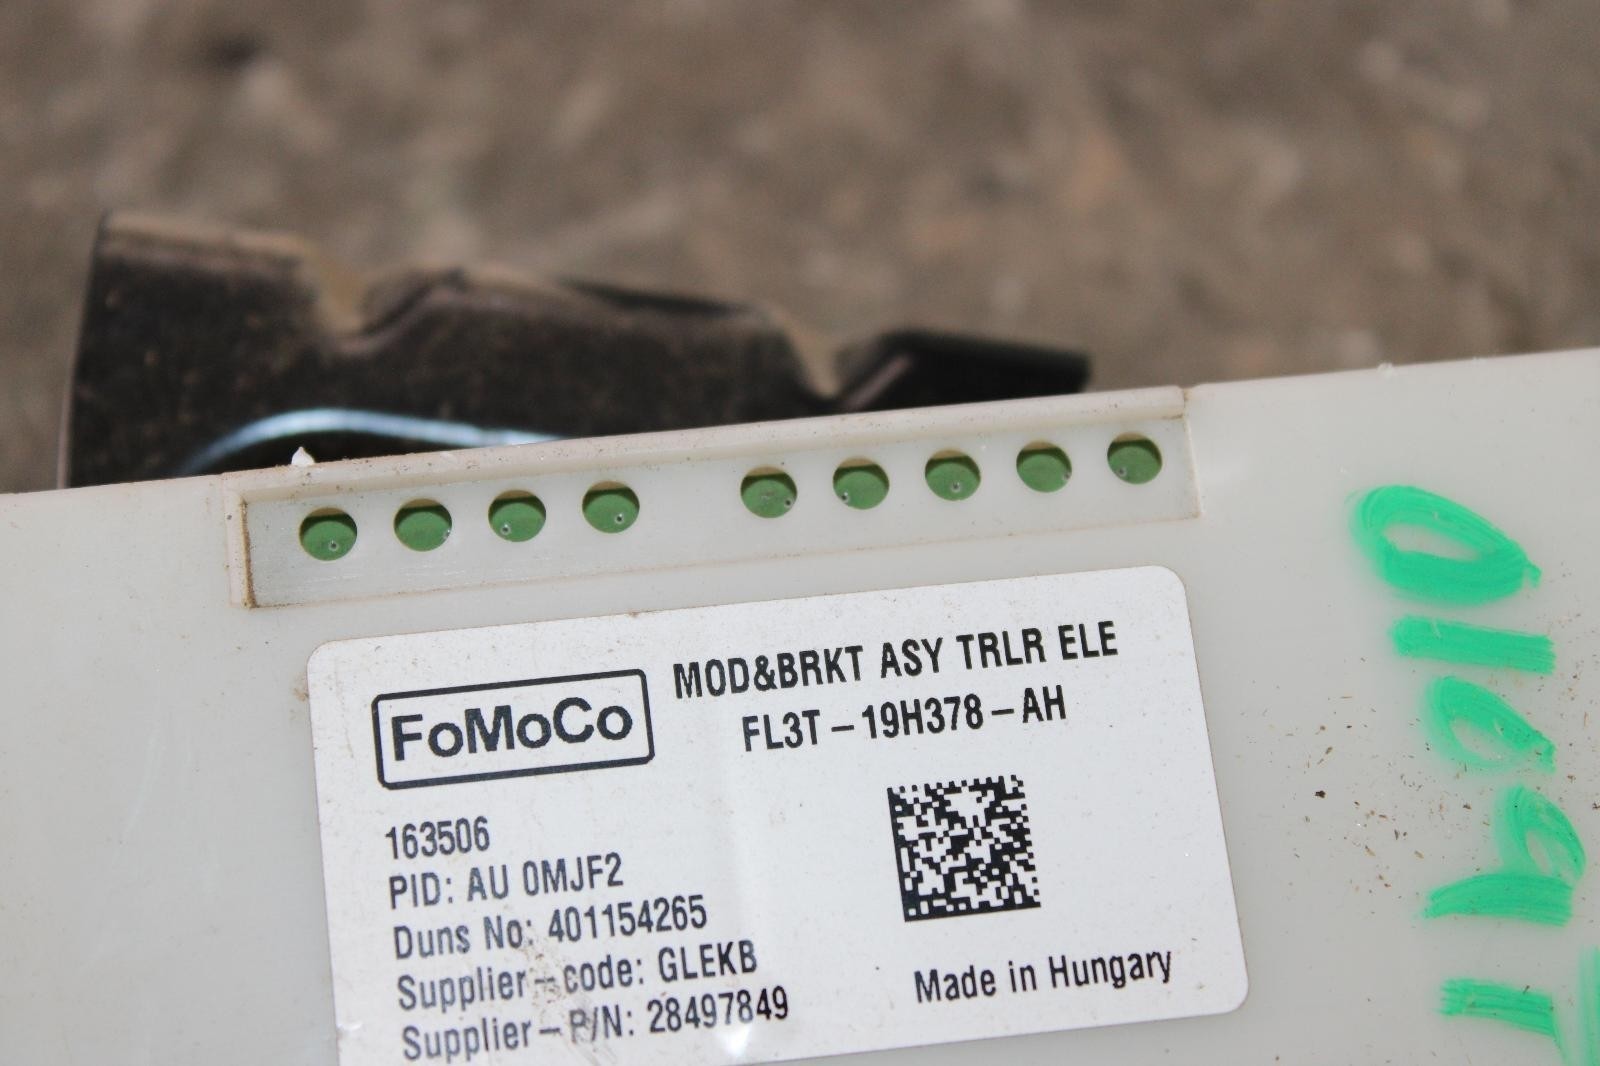 MOD&BRKT ASY TRLR ELE
FoMoCo
FL3T-19H378-AH
163506
PID: AU 0MJF2
Duns No: 401154265
Supplier-code: GLEKB
Supplier-P/N: 28497849
Made in Hungary